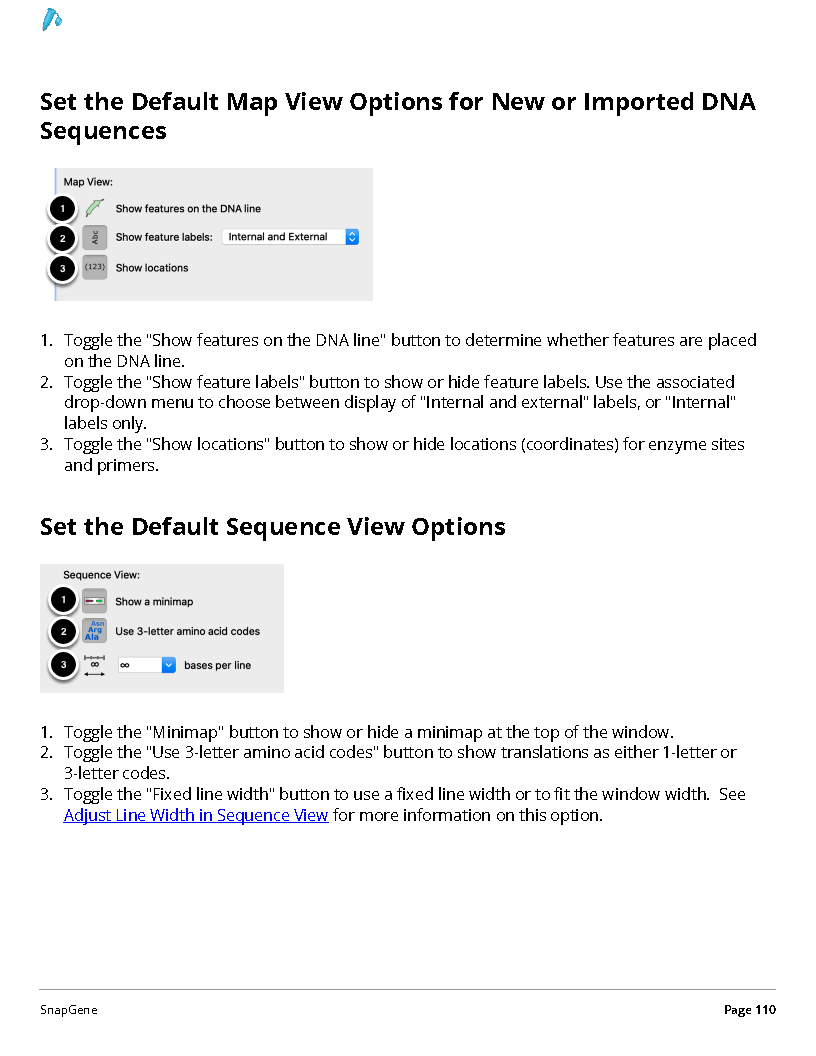 Set the Default Map View Options for New or Imported DNA
Sequences
Map View:
1 Show features on the DNA line
2 Abc Show feature labels: Internal and External
3 (123) Show locations
1. Toggle the "Show features on the DNA line" button to determine whether features are placed
on the DNA line.
2. Toggle the "Show feature labels" button to show or hide feature labels. Use the associated
drop-down menu to choose between display of "Internal and external" labels, or "Internal"
labels only.
3. Toggle the "Show locations" button to show or hide locations (coordinates) for enzyme sites
and primers.
Set the Default Sequence View Options
Sequence View:
1 Show a minimap
Asn
2 Arg Use 3-letter amino acid codes
Ala
3 ∞ ∞ bases per line
1. Toggle the "Minimap" button to show or hide a minimap at the top of the window.
2. Toggle the "Use 3-letter amino acid codes" button to show translations as either 1-letter or
3-letter codes.
3. Toggle the "Fixed line width" button to use a fixed line width or to fit the window width.  See
Adjust Line Width in Sequence View for more information on this option.
SnapGene Page 110